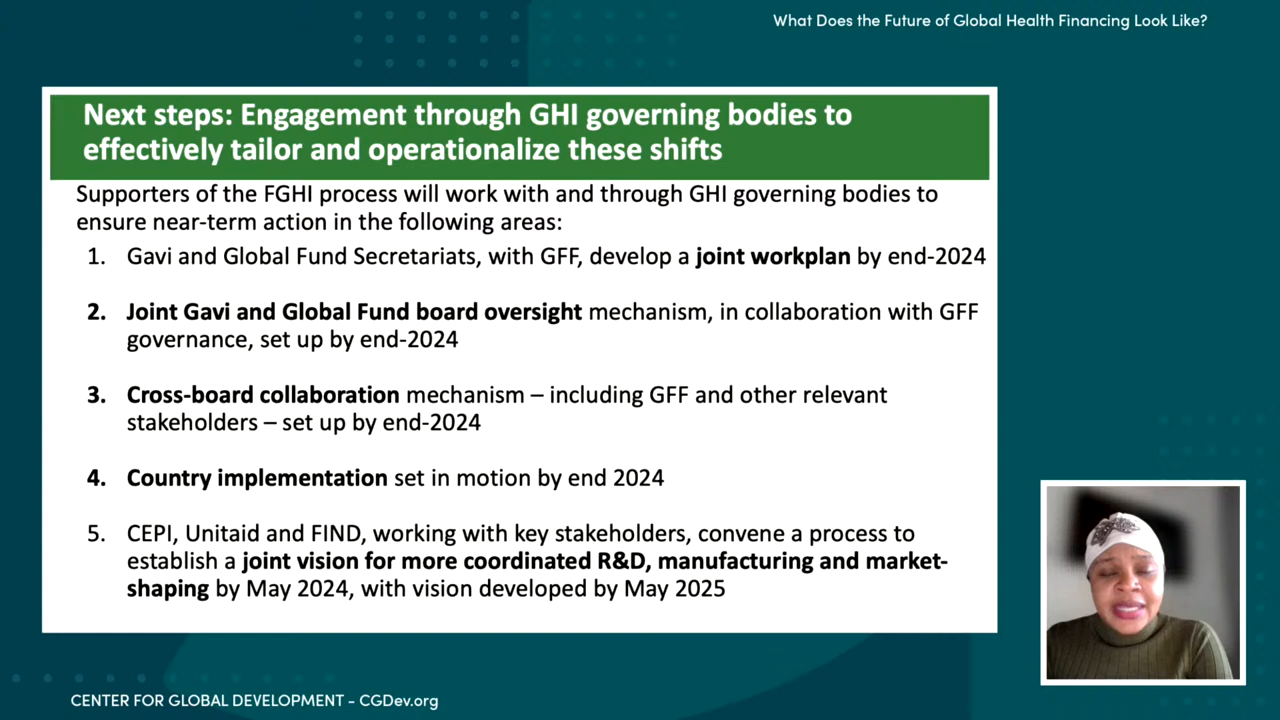 What Does the Future of Global Health Financing Look Like?
Next steps: Engagement through GHI governing bodies to
effectively tailor and operationalize these shifts
Supporters of the FGHI process will work with and through GHI governing bodies to
ensure near-term action in the following areas:
1. Gavi and Global Fund Secretariats, with GFF, develop a joint workplan by end-2024
2. Joint Gavi and Global Fund board oversight mechanism, in collaboration with GFF
governance, set up by end-2024
3. Cross-board collaboration mechanism – including GFF and other relevant
stakeholders – set up by end-2024
4. Country implementation set in motion by end 2024
5. CEPI, Unitaid and FIND, working with key stakeholders, convene a process to
establish a joint vision for more coordinated R&D, manufacturing and market-
shaping by May 2024, with vision developed by May 2025
CENTER FOR GLOBAL DEVELOPMENT - CGDev.org